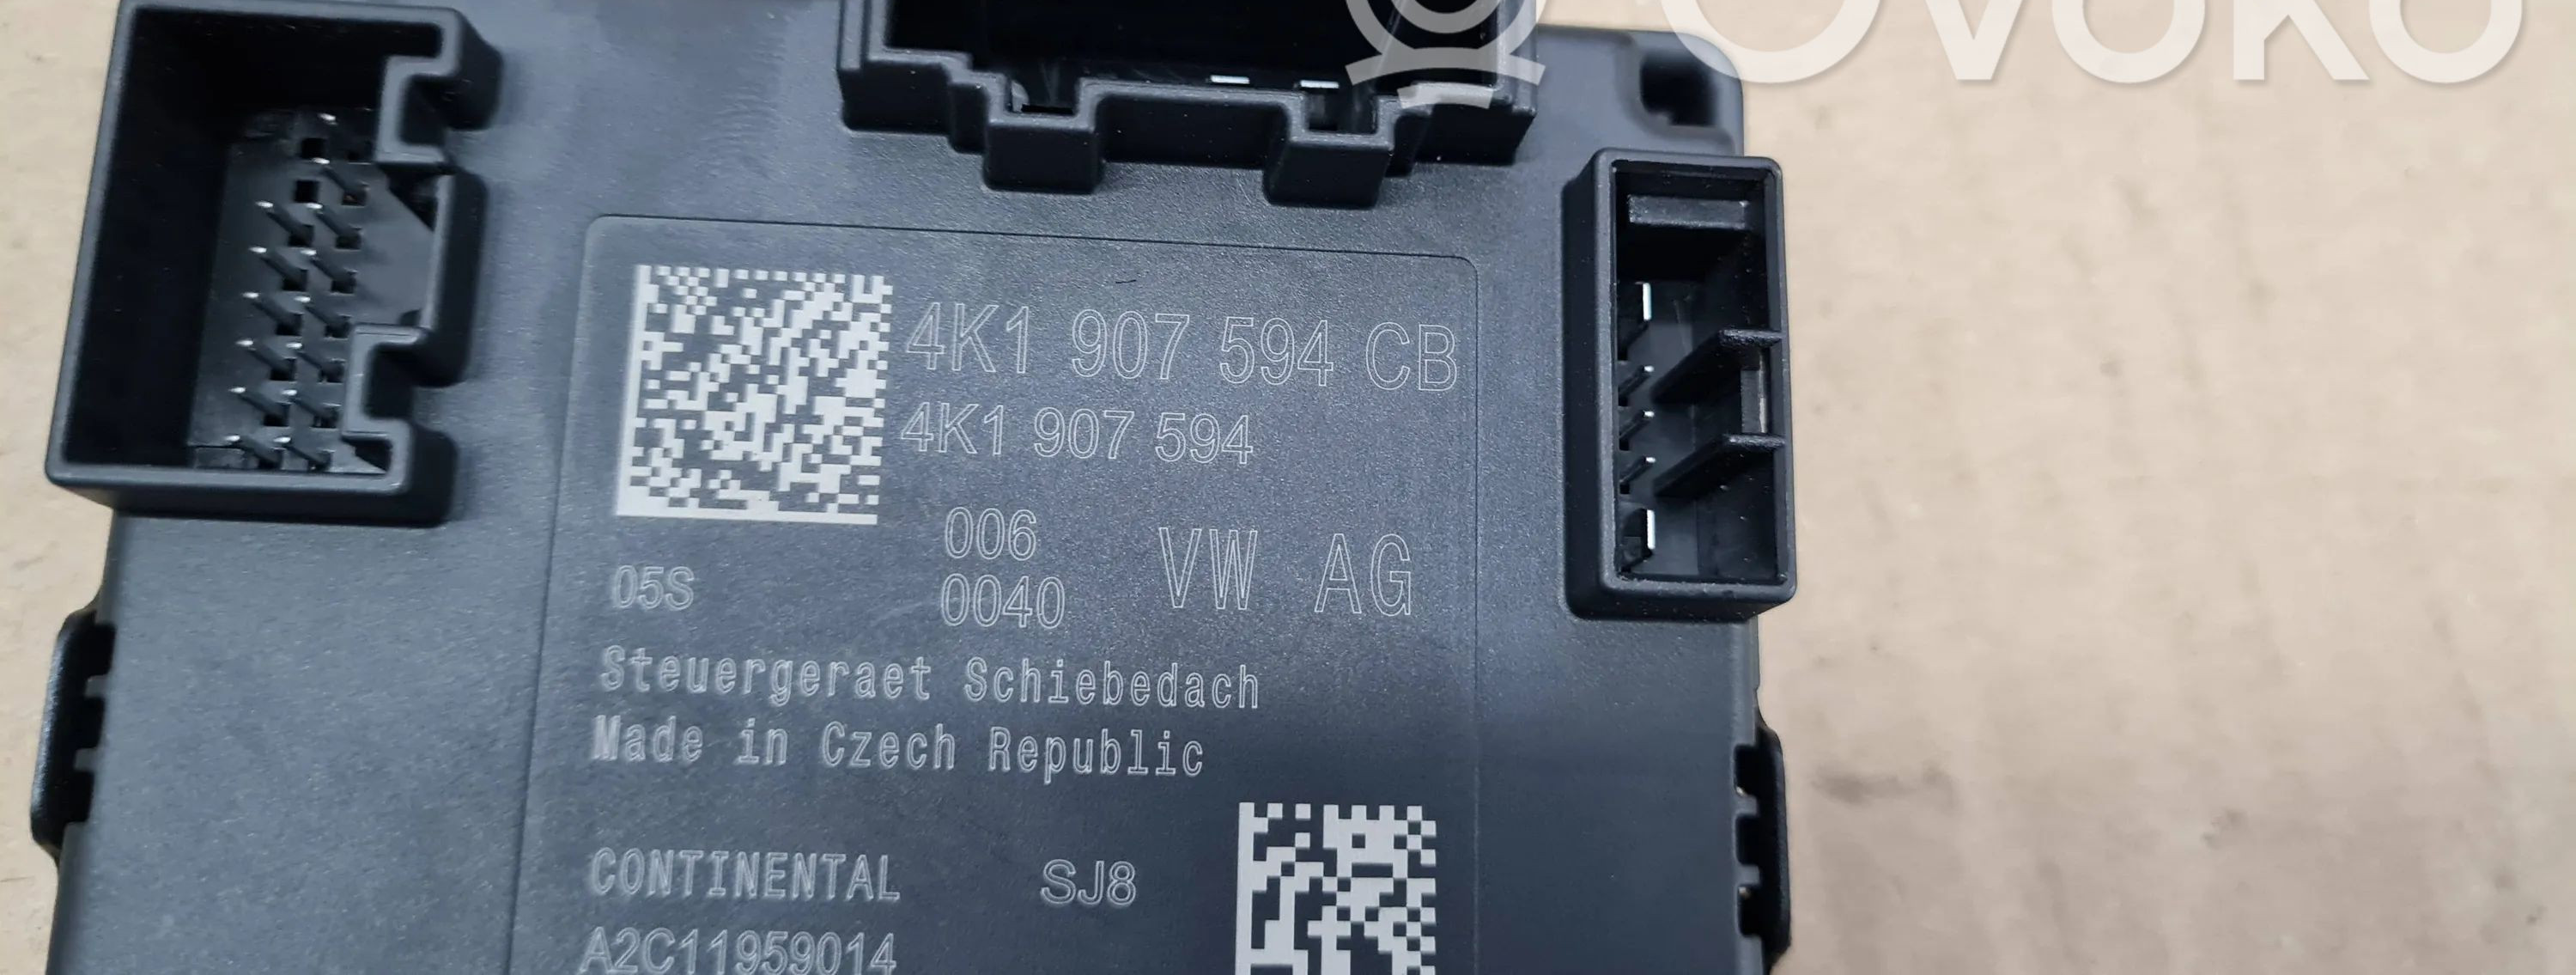 OVOKO
4K1 907 594 CB
4K1 907 594
006
05S 0040 VW AG
Steuergeraet Schiebedach
Made in Czech Republic
CONTINENTAL SJ8
A2C11959014